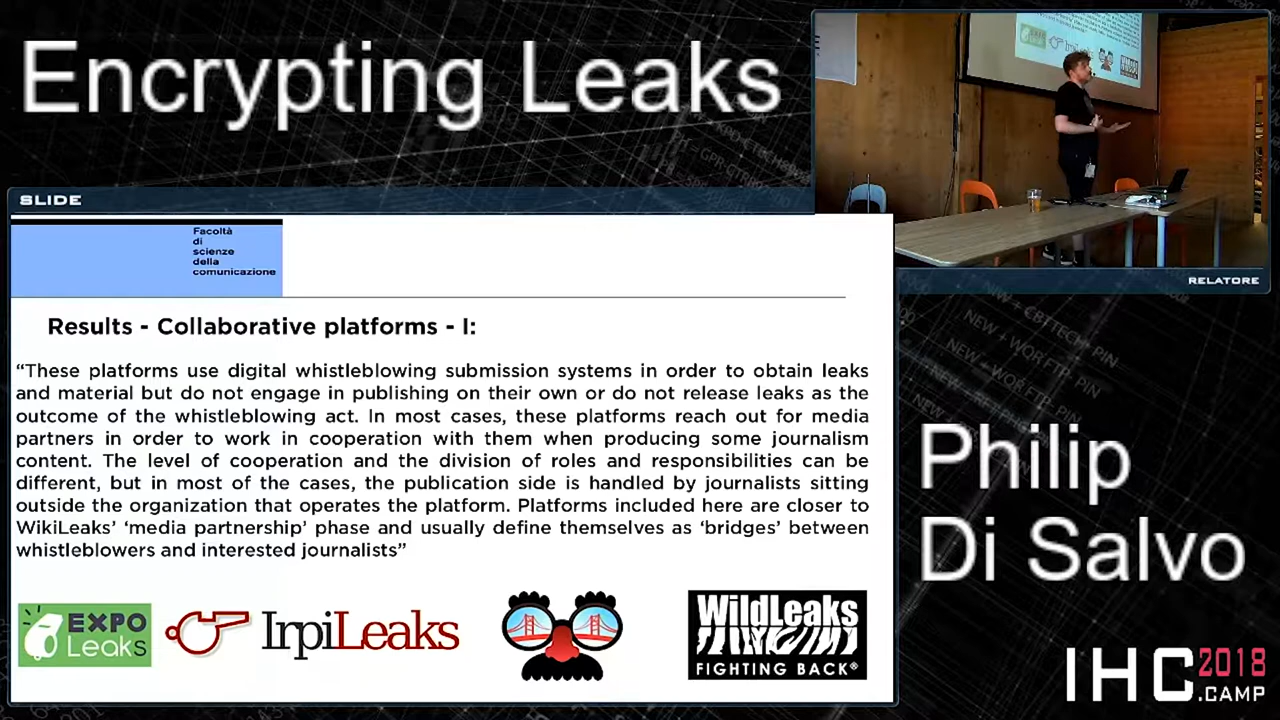 Encrypting Leaks
SLIDE
Facoltà
di
scienze
della
comunicazione
Results - Collaborative platforms - I:
“These platforms use digital whistleblowing submission systems in order to obtain leaks
and material but do not engage in publishing on their own or do not release leaks as the
outcome of the whistleblowing act. In most cases, these platforms reach out for media
partners in order to work in cooperation with them when producing some journalism
content. The level of cooperation and the division of roles and responsibilities can be
different, but in most of the cases, the publication side is handled by journalists sitting
outside the organization that operates the platform. Platforms included here are closer to
WikiLeaks’ ‘media partnership’ phase and usually define themselves as ‘bridges’ between
whistleblowers and interested journalists”
EXPO
Leaks
IrpiLeaks
WildLeaks
FIGHTING BACK®
RELATORE
Philip
Di Salvo
IHC 2018
.CAMP